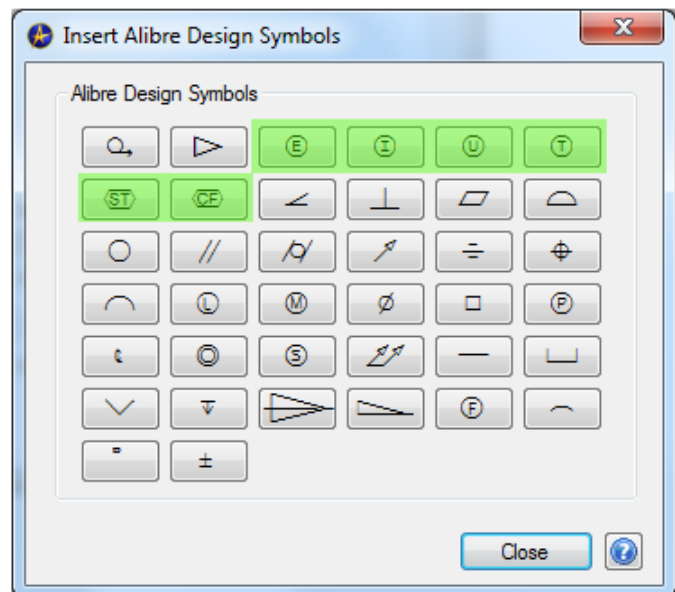 Insert Alibre Design Symbols
Alibre Design Symbols
Ⓔ Ⓘ Ⓤ Ⓣ
ST CF
//
Ⓛ Ⓜ Ø Ⓟ
Ⓢ
Ⓕ
±
Close